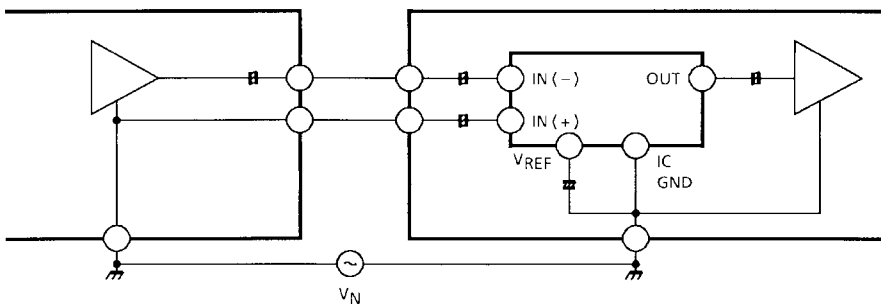 IN (−) OUT
IN (+)
VREF IC
GND
VN